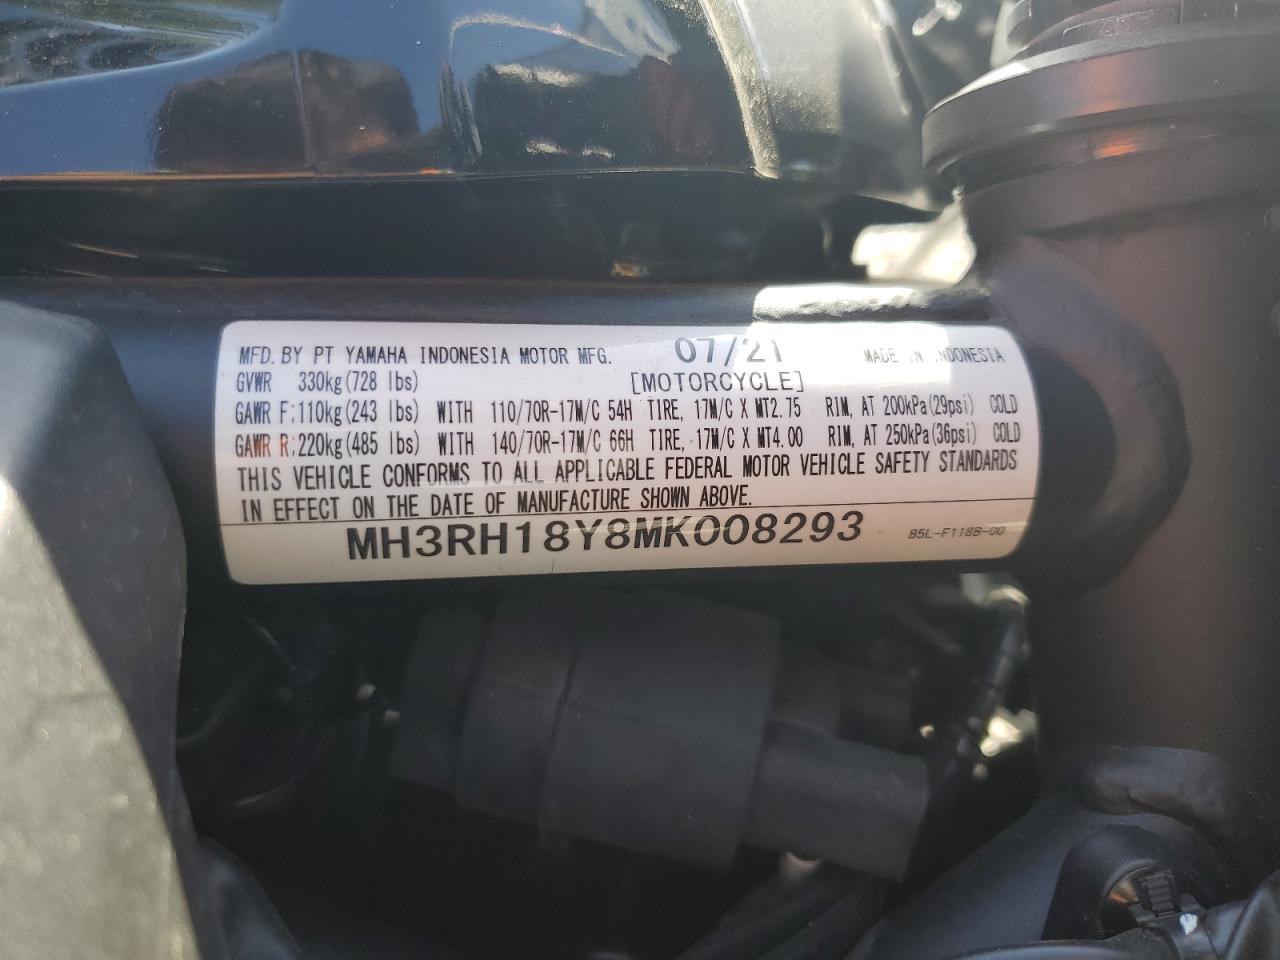 MFD. BY PT YAMAHA INDONESIA MOTOR MFG. 07/21 MADE IN INDONESIA
GVWR 330kg(728 lbs) [MOTORCYCLE]
GAWR F:110kg(243 lbs) WITH 110/70R-17M/C 54H TIRE, 17M/C X MT2.75 RIM, AT 200kPa(29psi) COLD
GAWR R:220kg(485 lbs) WITH 140/70R-17M/C 66H TIRE, 17M/C X MT4.00 RIM, AT 250kPa(36psi) COLD
THIS VEHICLE CONFORMS TO ALL APPLICABLE FEDERAL MOTOR VEHICLE SAFETY STANDARDS
IN EFFECT ON THE DATE OF MANUFACTURE SHOWN ABOVE.
MH3RH18Y8MK008293 B5L-F118B-00